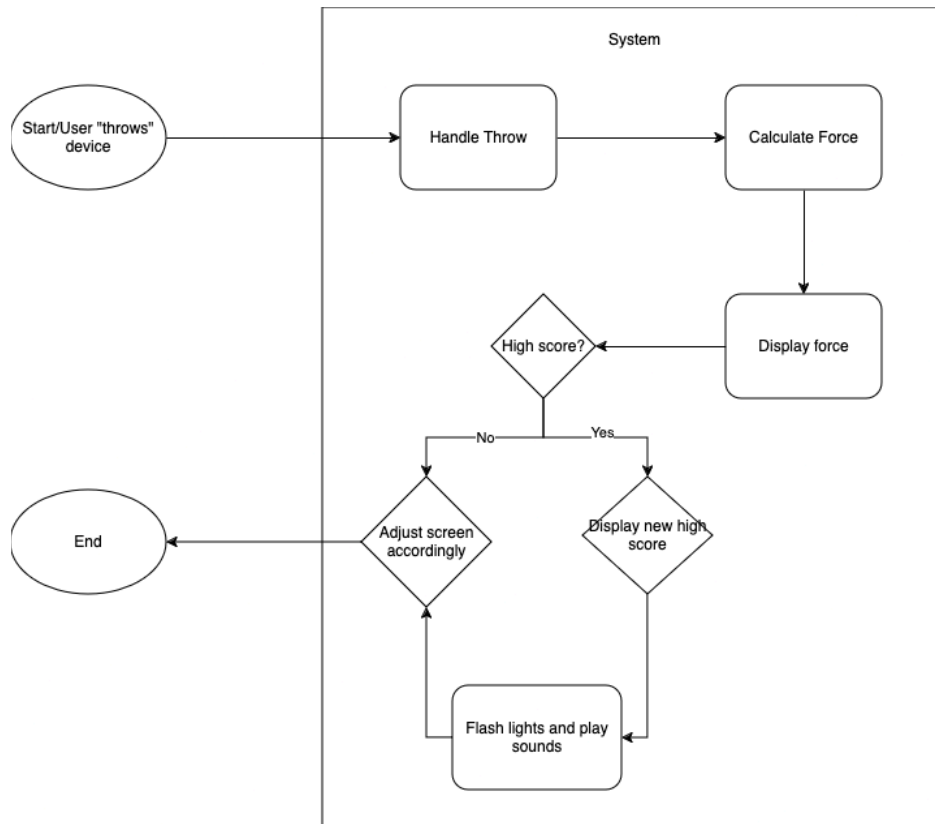 System
Start/User "throws"
device
Handle Throw
Calculate Force
Display force
High score?
No
Yes
End
Adjust screen
accordingly
Display new high
score
Flash lights and play
sounds